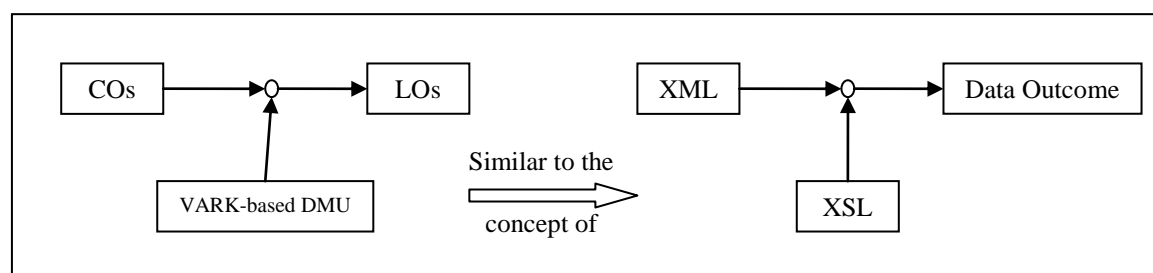 COs
LOs
VARK-based DMU
Similar to the
concept of
XML
Data Outcome
XSL